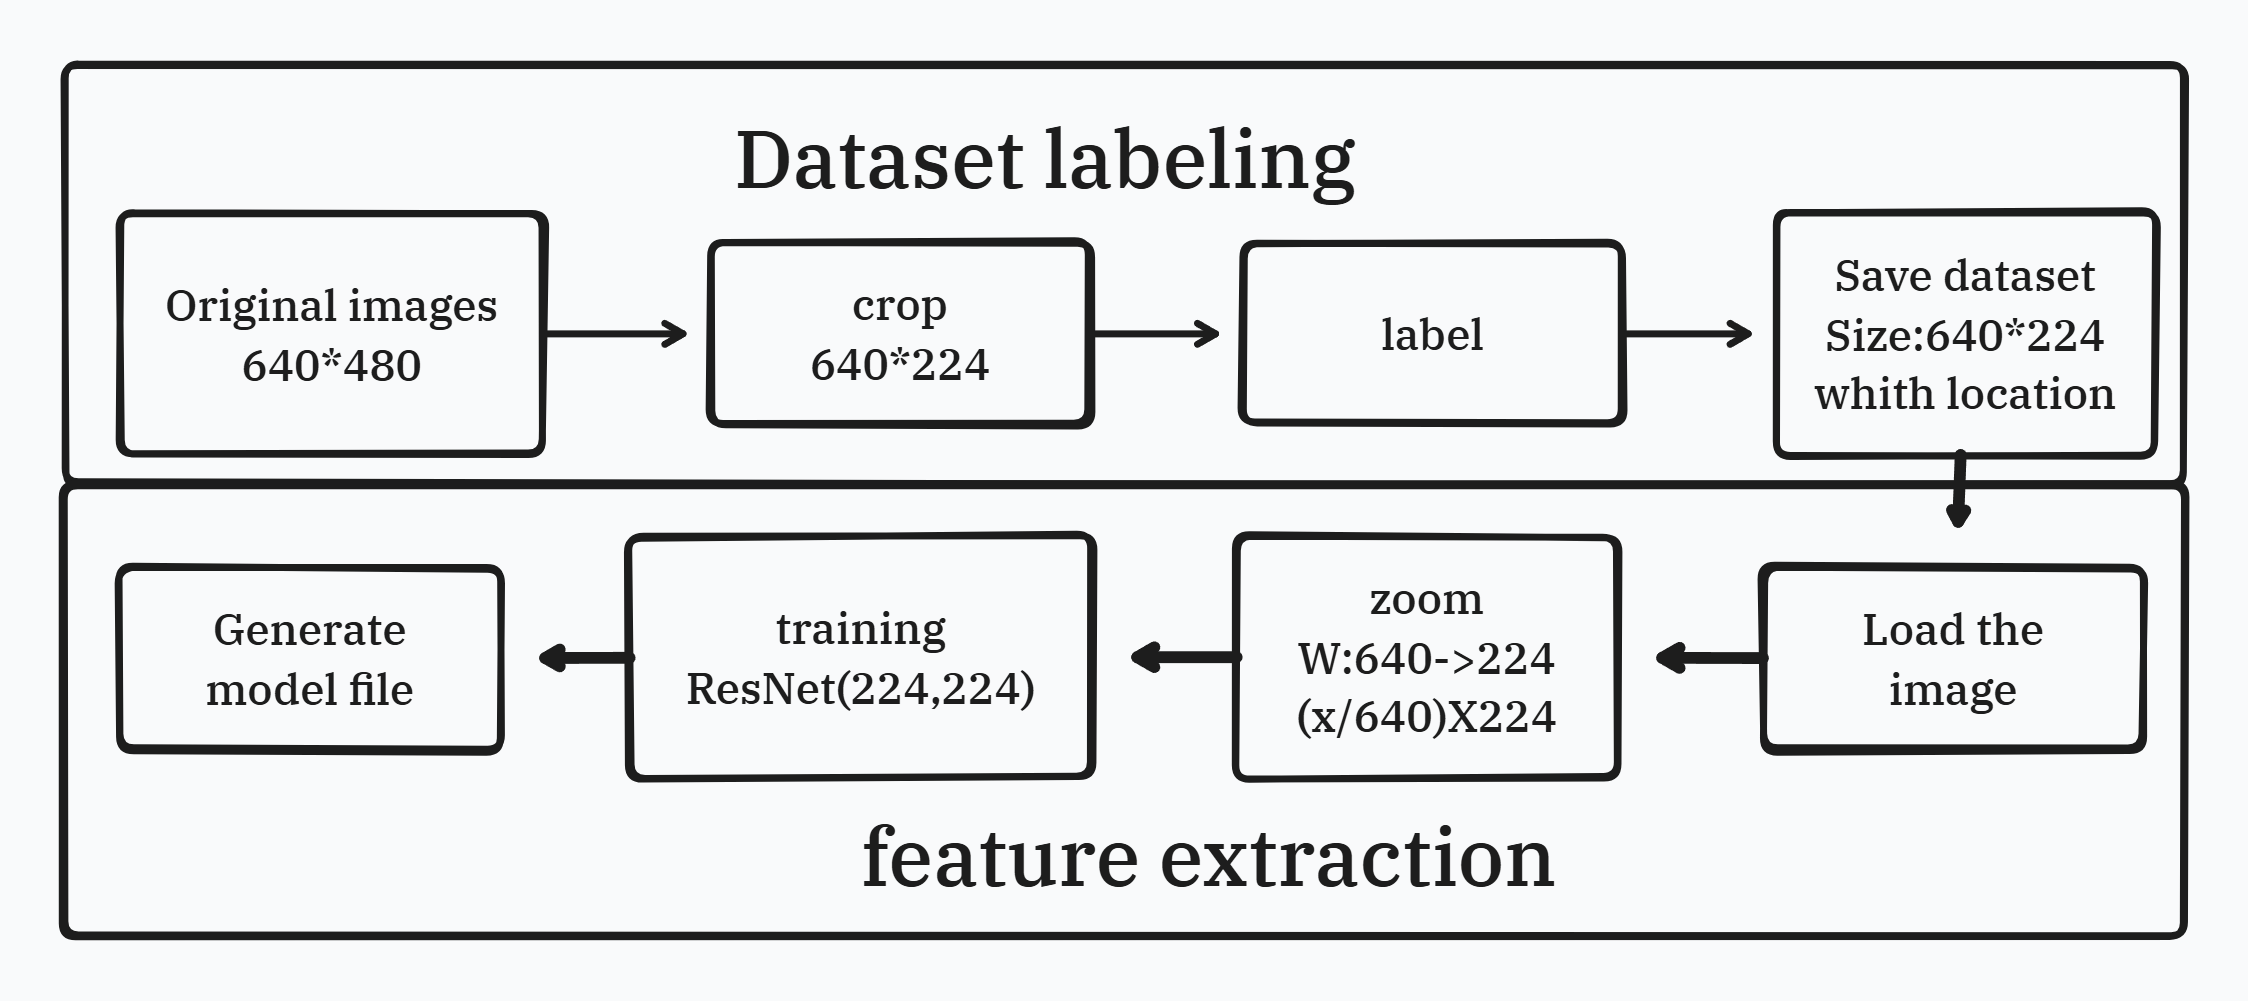 Dataset labeling
Original images
640*480
crop
640*224
label
Save dataset
Size:640*224
whith location
Load the
image
zoom
W:640->224
(x/640)X224
training
ResNet(224,224)
Generate
model file
feature extraction